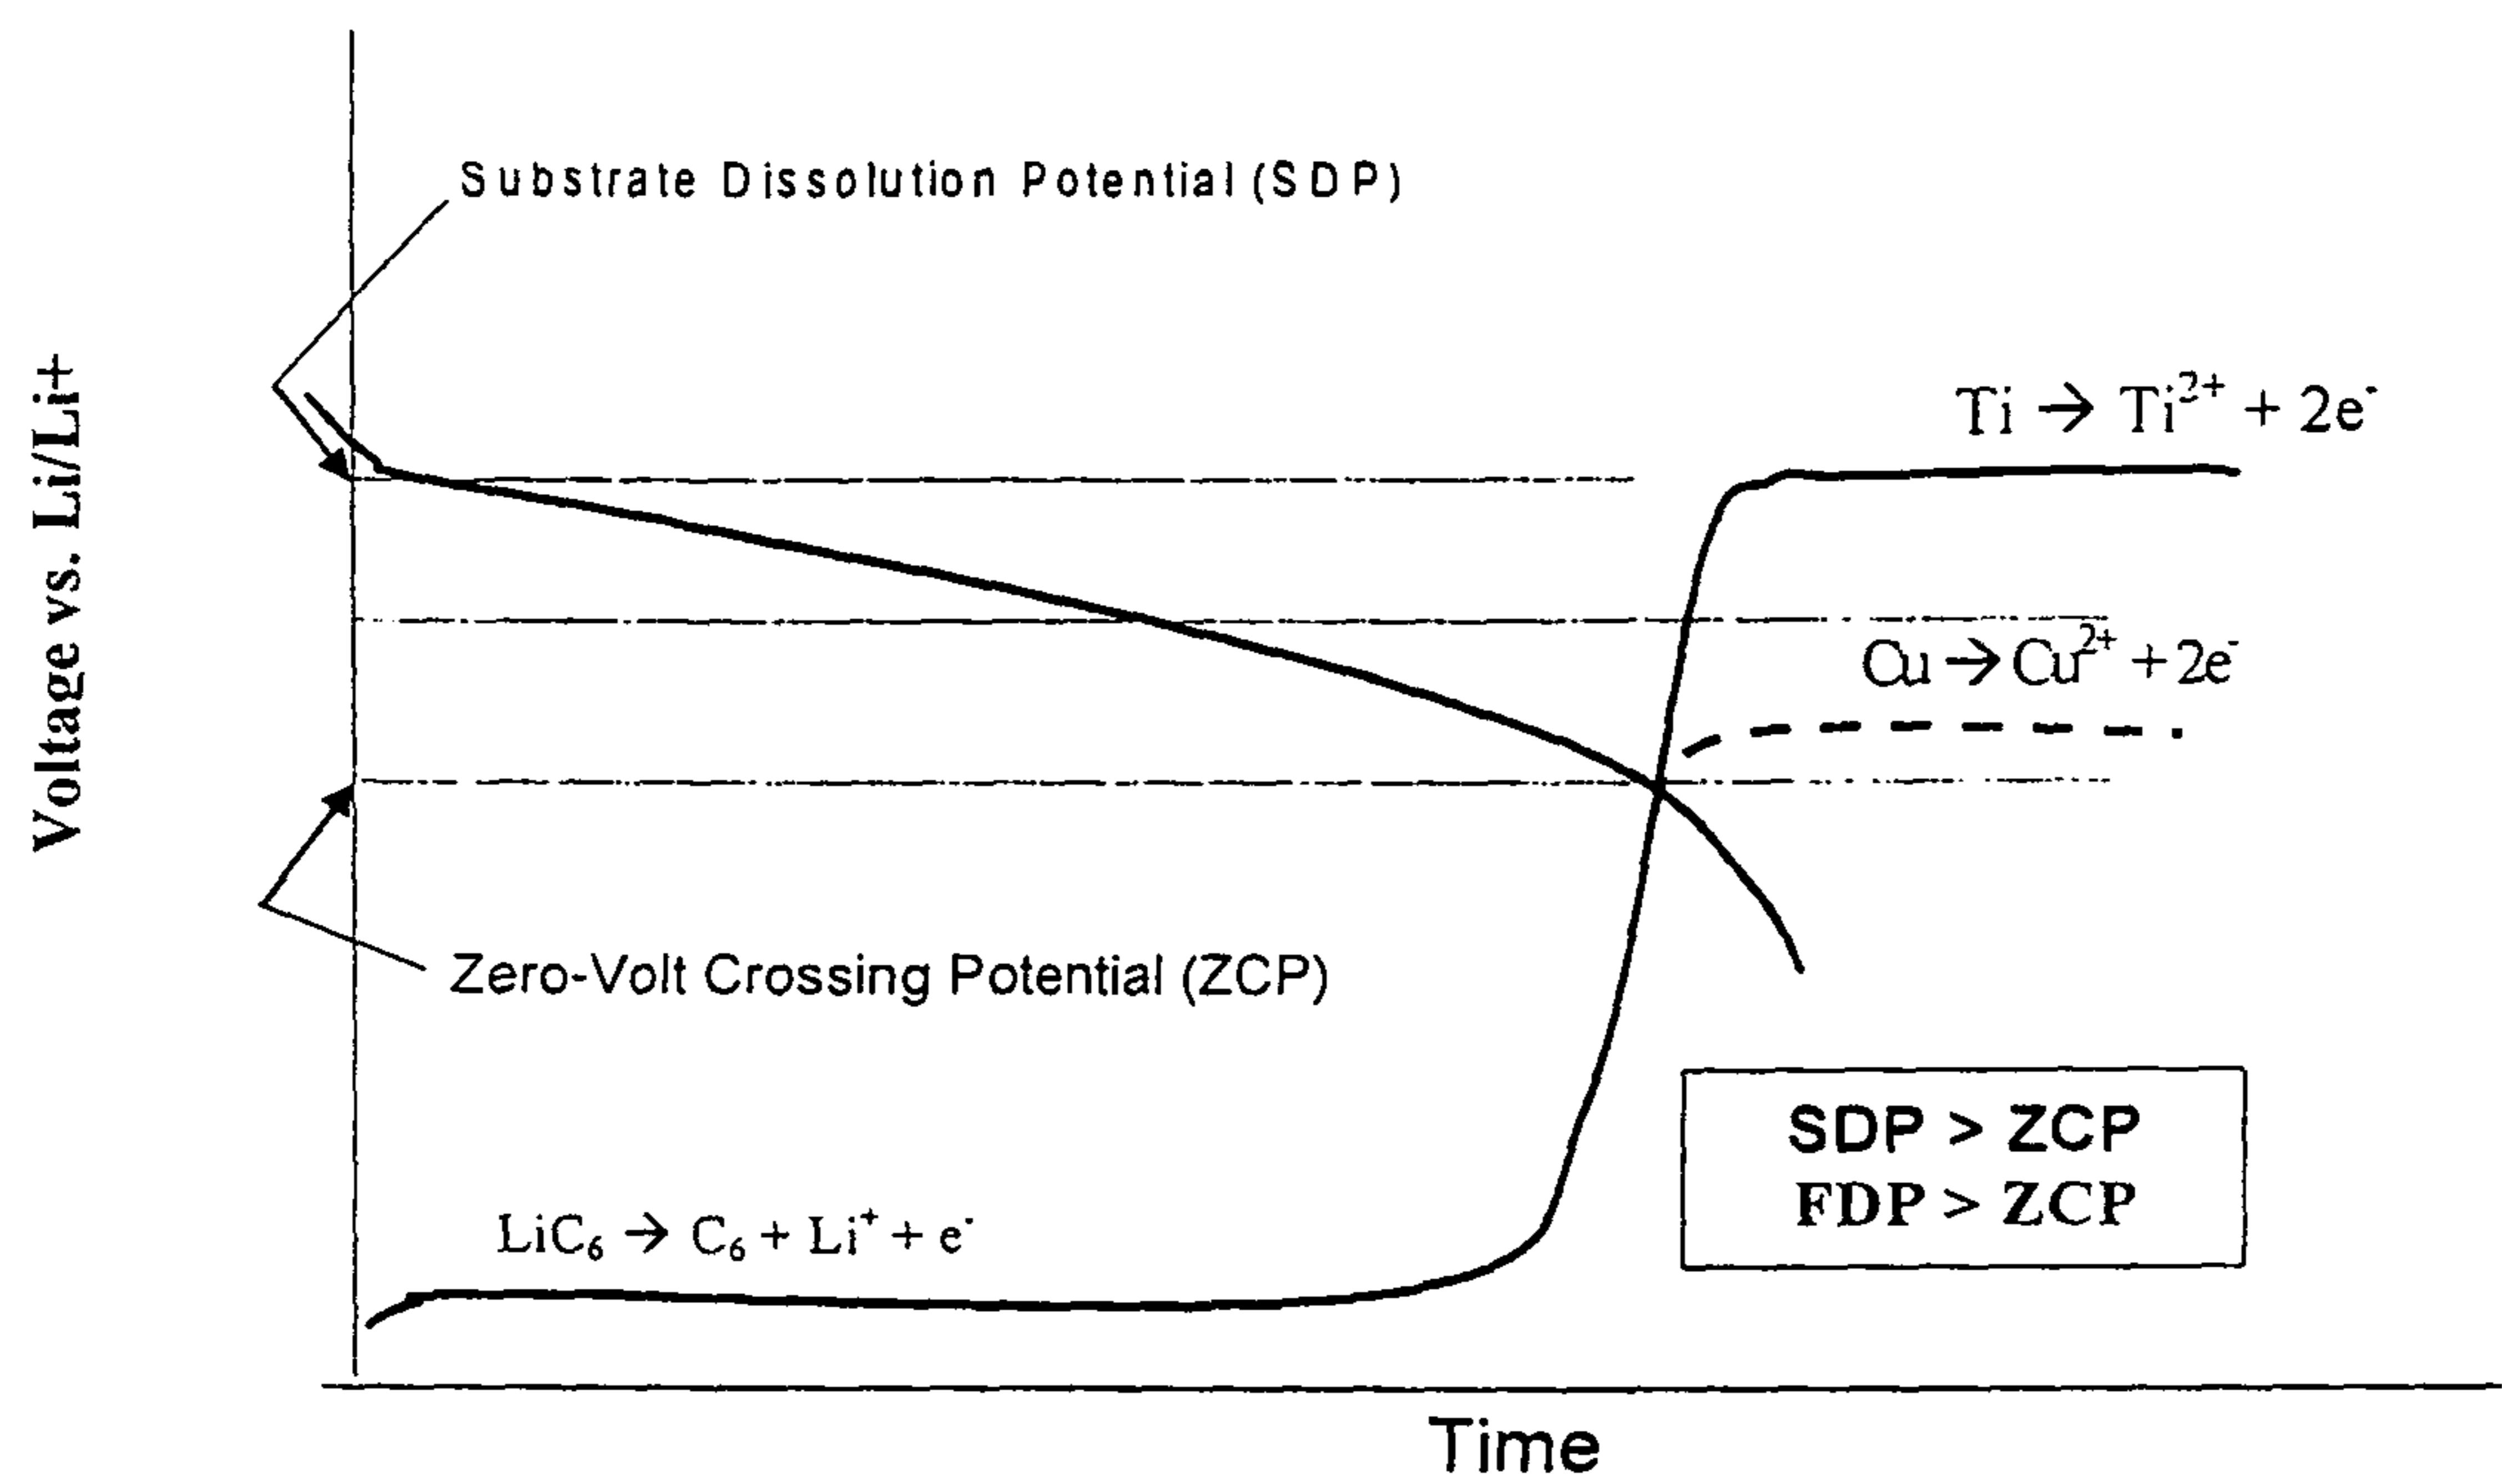 Substrate Dissolution Potential (SDP)
Voltage vs. Li/Li+
Ti → Ti²⁺ + 2e⁻
Cu → Cu²⁺ + 2e⁻
Zero-Volt Crossing Potential (ZCP)
SDP > ZCP
FDP > ZCP
LiC₆ → C₆ + Li⁺ + e⁻
Time